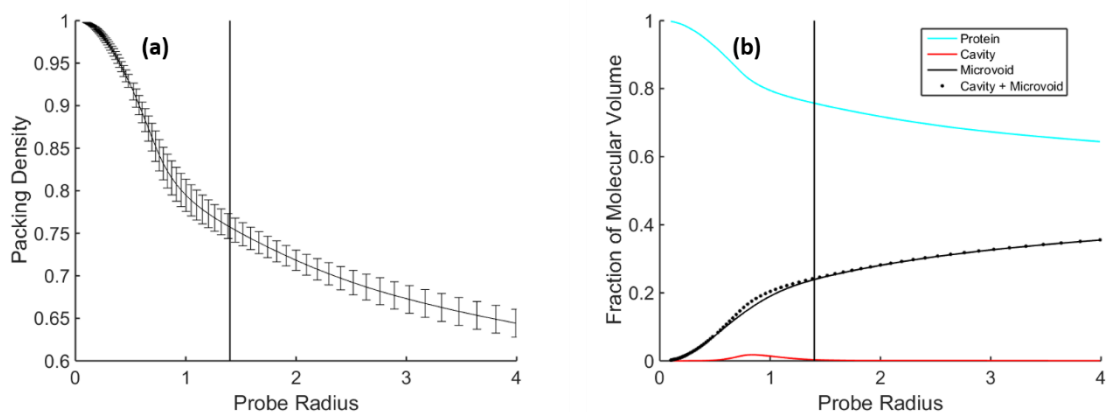 (a)
Packing Density
1
0.95
0.9
0.85
0.8
0.75
0.7
0.65
0.6
0 1 2 3 4
Probe Radius
(b)
Fraction of Molecular Volume
1
0.8
0.6
0.4
0.2
0
0 1 2 3 4
Probe Radius
Protein
Cavity
Microvoid
Cavity + Microvoid